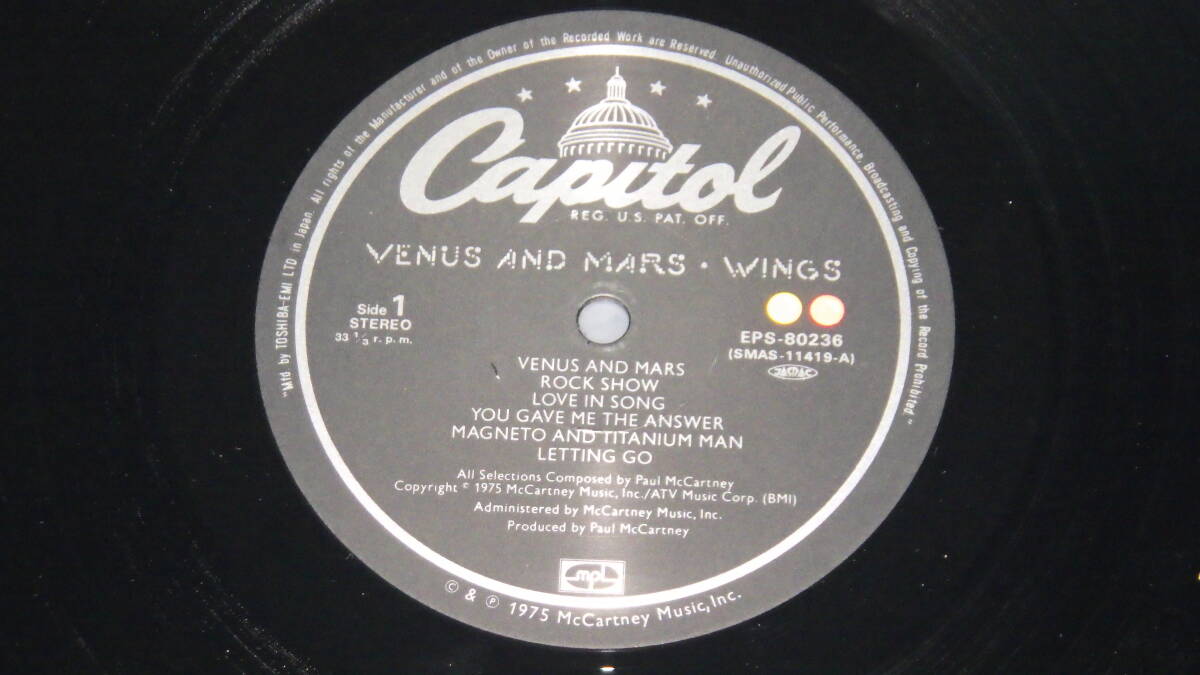 "Mfd by TOSHIBA-EMI LTD in Japan. All rights of the Manufacturer and of the Owner of the Recorded Work are Reserved. Unauthorized Public Performance, Broadcasting and Copying of the Record Prohibited."
Capitol
REG. U.S. PAT. OFF.
VENUS AND MARS · WINGS
Side 1
STEREO
33 1/3 r.p.m.
EPS-80236
(SMAS-11419-A)
JASRAC
VENUS AND MARS
ROCK SHOW
LOVE IN SONG
YOU GAVE ME THE ANSWER
MAGNETO AND TITANIUM MAN
LETTING GO
All Selections Composed by Paul McCartney
Copyright © 1975 McCartney Music, Inc./ATV Music Corp. (BMI)
Administered by McCartney Music, Inc.
Produced by Paul McCartney
mpl
© & ℗ 1975 McCartney Music, Inc.